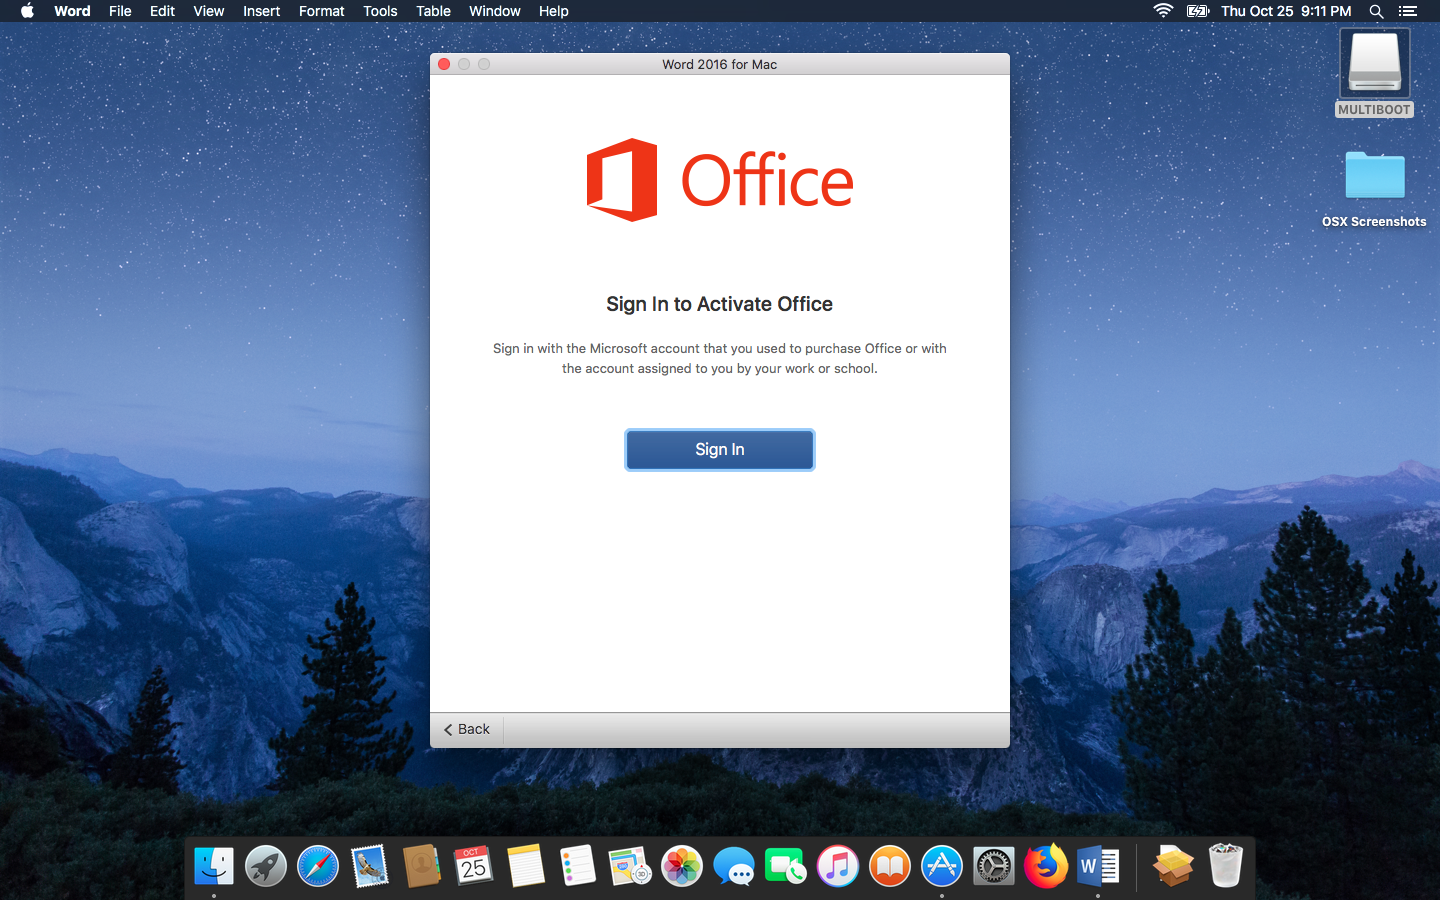 Word File Edit View Insert Format Tools Table Window Help Thu Oct 25 9:11 PM
Word 2016 for Mac
MULTIBOOT
Office
OSX Screenshots
Sign In to Activate Office
Sign in with the Microsoft account that you used to purchase Office or with
the account assigned to you by your work or school.
Sign In
< Back
OCT
25
3D
W